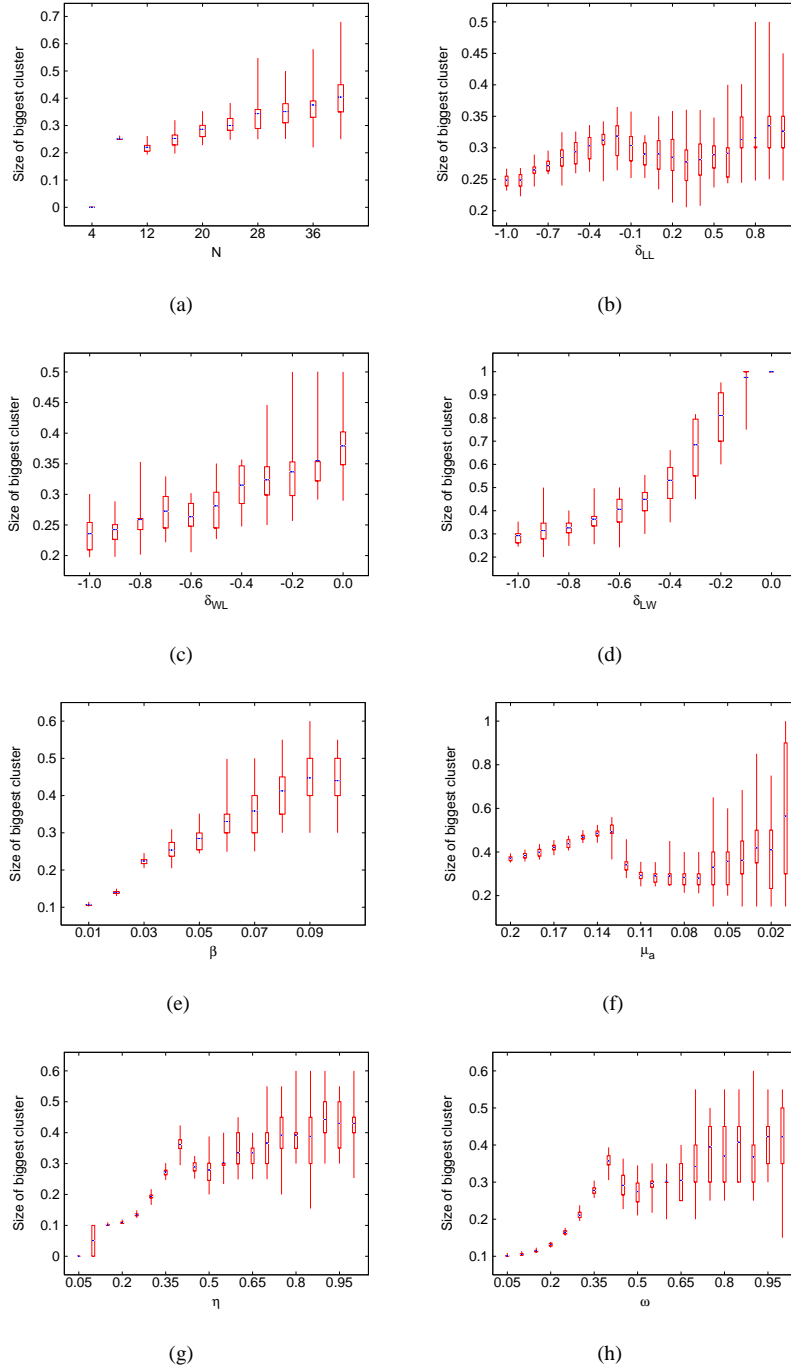 Size of biggest cluster
0.7
0.6
0.5
0.4
0.3
0.2
0.1
0
4 12 20 28 36
N
(a)
Size of biggest cluster
0.5
0.45
0.4
0.35
0.3
0.25
0.2
-1.0 -0.7 -0.4 -0.1 0.2 0.5 0.8
δLL
(b)
Size of biggest cluster
0.5
0.45
0.4
0.35
0.3
0.25
0.2
-1.0 -0.8 -0.6 -0.4 -0.2 0.0
δWL
(c)
Size of biggest cluster
1
0.9
0.8
0.7
0.6
0.5
0.4
0.3
0.2
-1.0 -0.8 -0.6 -0.4 -0.2 0.0
δLW
(d)
Size of biggest cluster
0.6
0.5
0.4
0.3
0.2
0.1
0.01 0.03 0.05 0.07 0.09
β
(e)
Size of biggest cluster
1
0.8
0.6
0.4
0.2
0.2 0.17 0.14 0.11 0.08 0.05 0.02
μa
(f)
Size of biggest cluster
0.6
0.5
0.4
0.3
0.2
0.1
0
0.05 0.2 0.35 0.5 0.65 0.8 0.95
η
(g)
Size of biggest cluster
0.6
0.5
0.4
0.3
0.2
0.1
0.05 0.2 0.35 0.5 0.65 0.8 0.95
ω
(h)